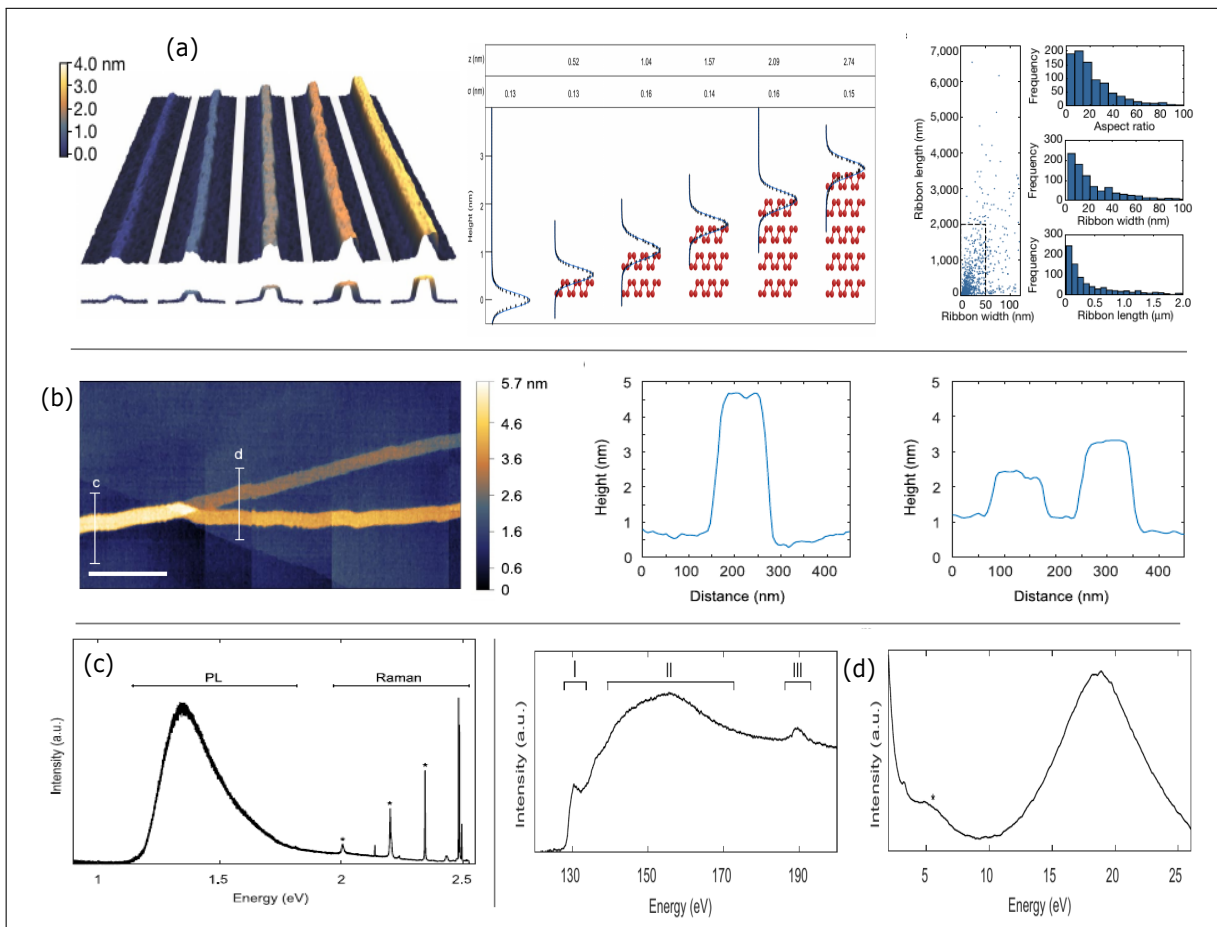 (a)
4.0 nm
3.0
2.0
1.0
0.0
z (nm) 0.52 1.04 1.57 2.09 2.74
σ (nm) 0.13 0.13 0.16 0.14 0.16 0.15
Height (nm)
3
2
1
0
Ribbon length (nm)
7,000
6,000
5,000
4,000
3,000
2,000
1,000
0
0 50 100
Ribbon width (nm)
Frequency
200
150
100
50
0
0 20 40 60 80 100
Aspect ratio
Frequency
300
200
100
0
0 20 40 60 80 100
Ribbon width (nm)
Frequency
300
200
100
0
0 0.5 1.0 1.5 2.0
Ribbon length (μm)
(b)
c
d
5.7 nm
4.6
3.6
2.6
1.6
0.6
0
Height (nm)
5
4
3
2
1
0
0 100 200 300 400
Distance (nm)
Height (nm)
5
4
3
2
1
0
0 100 200 300 400
Distance (nm)
(c)
PL
Raman
Intensity (a.u.)
* * *
1 1.5 2 2.5
Energy (eV)
I II III
Intensity (a.u.)
130 150 170 190
Energy (eV)
(d)
Intensity (a.u.)
*
5 10 15 20 25
Energy (eV)